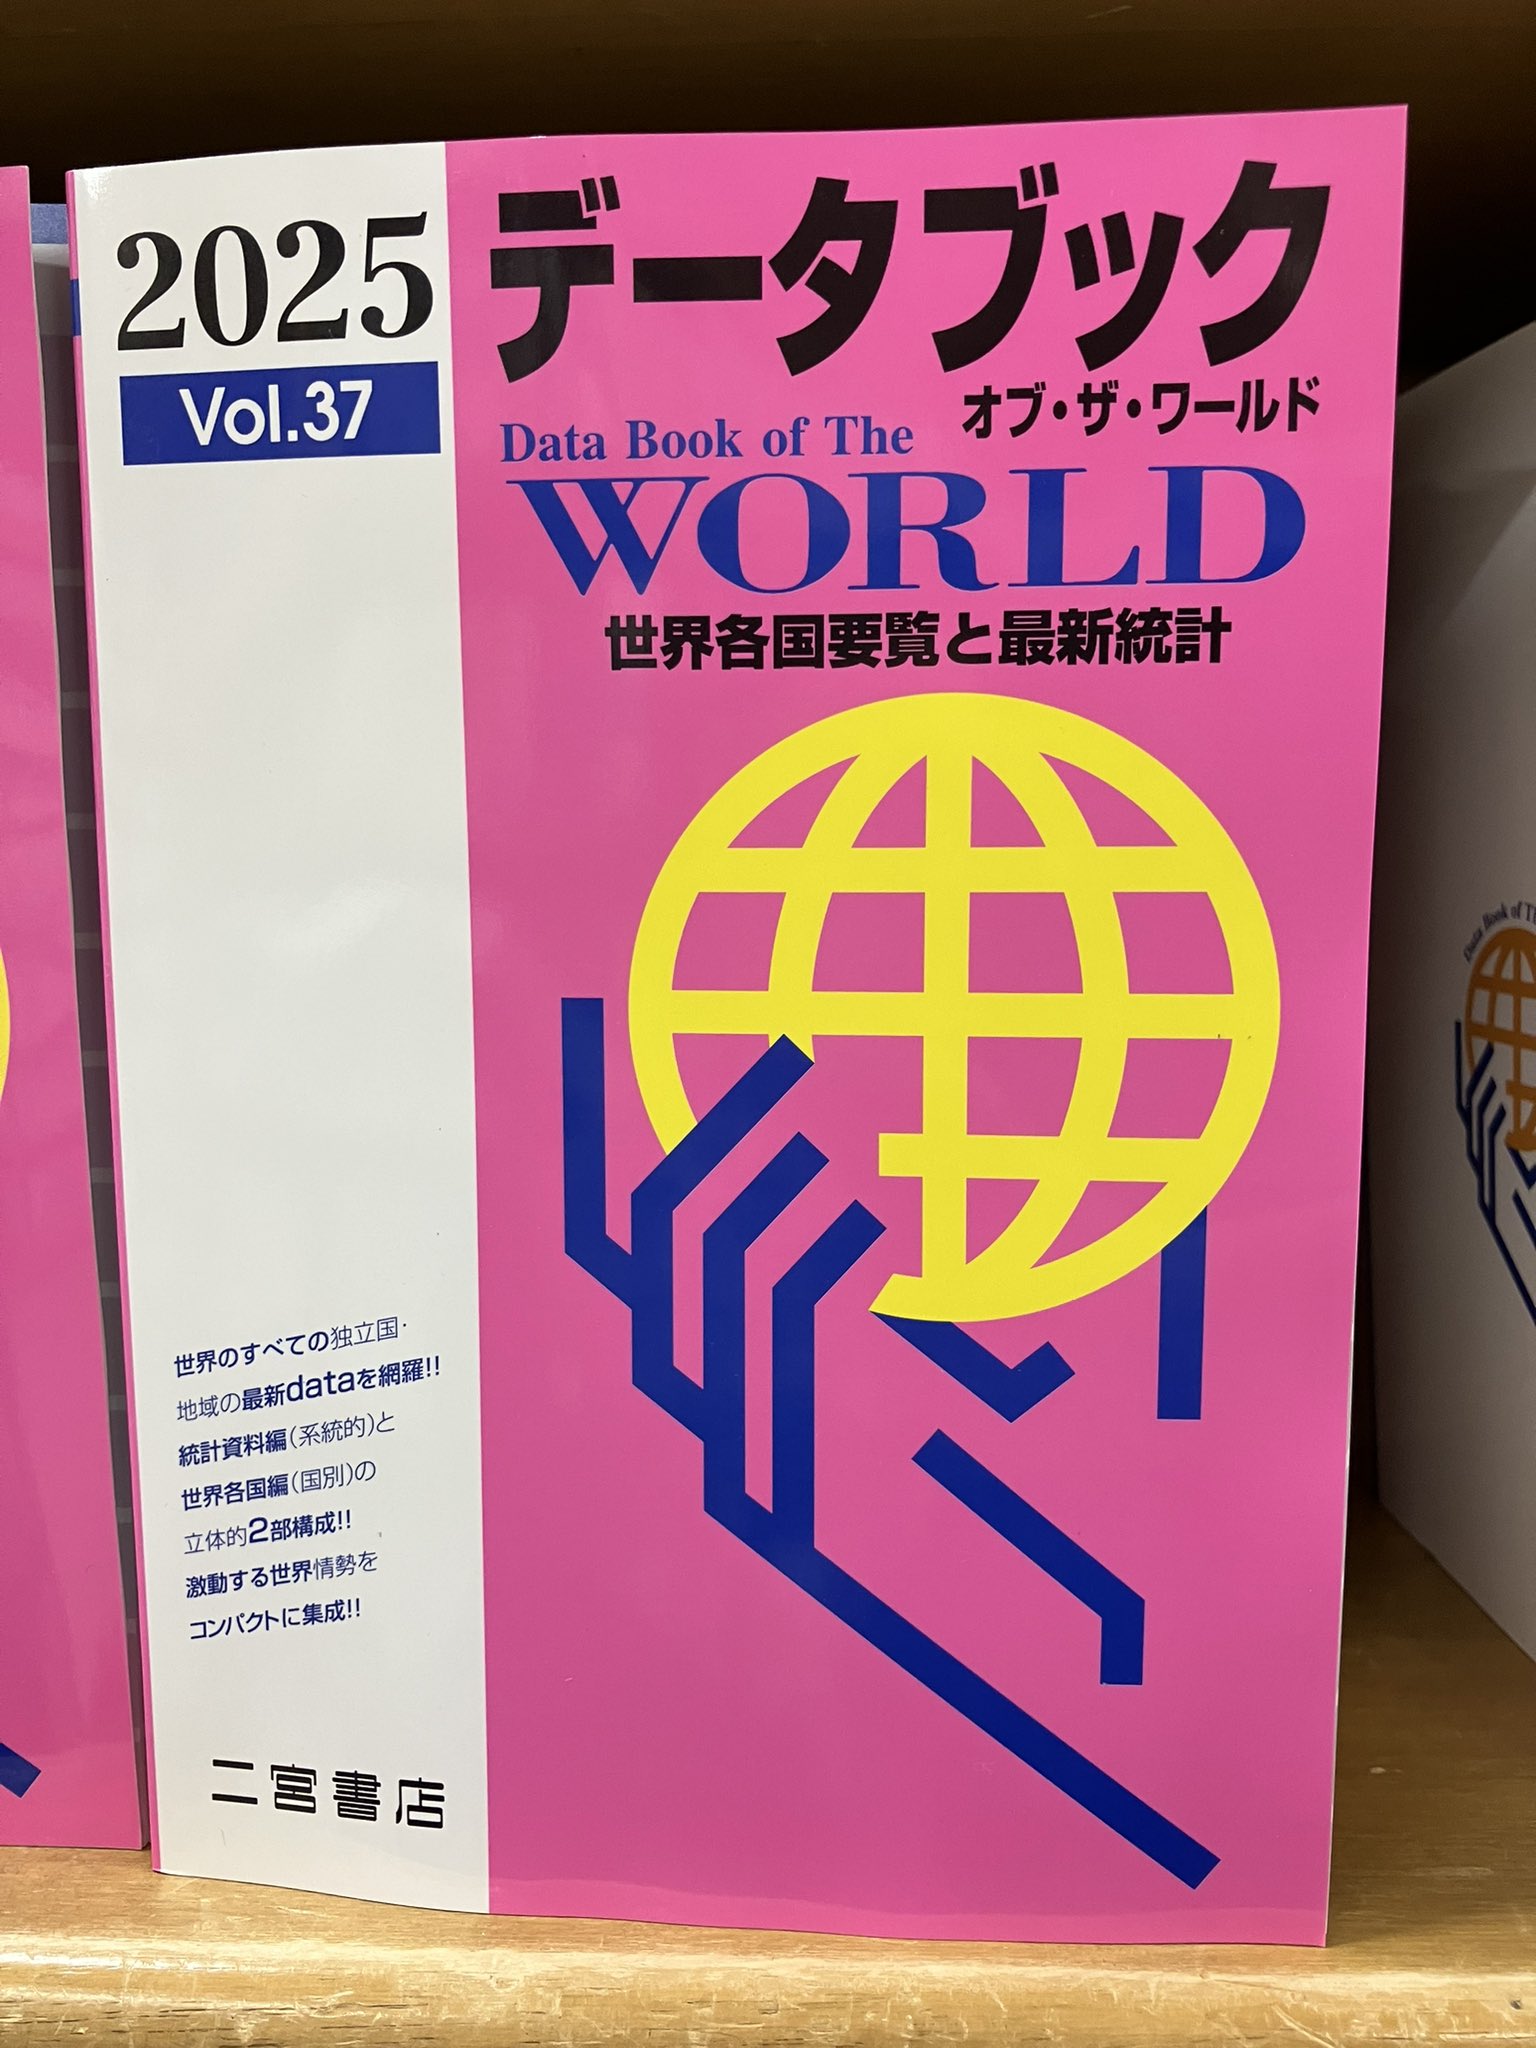 2025
Vol.37
データブック
オブ・ザ・ワールド
Data Book of The
WORLD
世界各国要覧と最新統計
世界のすべての独立国・
地域の最新dataを網羅!!
統計資料編(系統的)と
世界各国編(国別)の
立体的2部構成!!
激動する世界情勢を
コンパクトに集成!!
二宮書店
Data Book of